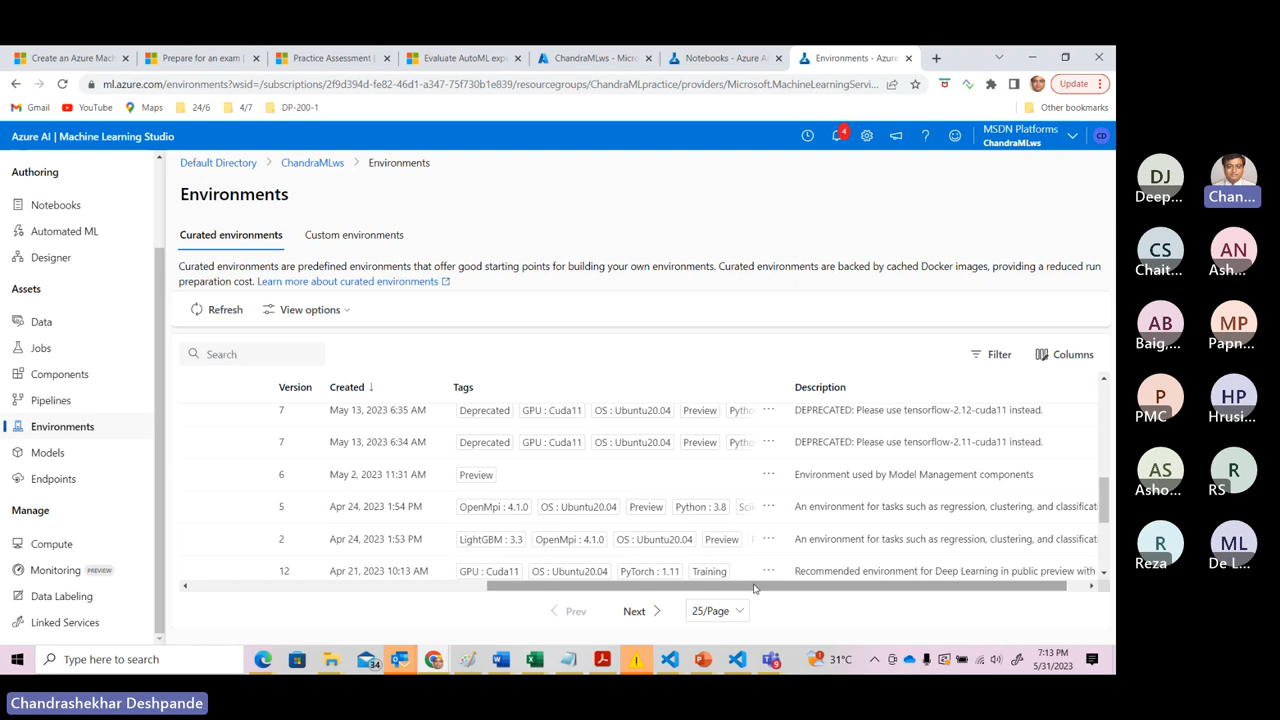 Create an Azure Mac
Prepare for an exam |
Practice Assessment |
Evaluate AutoML exp
ChandraMLws - Micro
Notebooks - Azure A
Environments - Azure
ml.azure.com/environments?wsid=/subscriptions/2f9d394d-fe82-46d1-a347-75f730b1e839/resourcegroups/ChandraMLpractice/providers/Microsoft.MachineLearningServi...
Update
Gmail
YouTube
Maps
24/6
4/7
DP-200-1
Other bookmarks
Azure AI | Machine Learning Studio
4
MSDN Platforms
ChandraMLws
CD
Authoring
Notebooks
Automated ML
Designer
Assets
Data
Jobs
Components
Pipelines
Environments
Models
Endpoints
Manage
Compute
Monitoring PREVIEW
Data Labeling
Linked Services
Default Directory > ChandraMLws > Environments
Environments
Curated environments Custom environments
Curated environments are predefined environments that offer good starting points for building your own environments. Curated environments are backed by cached Docker images, providing a reduced run
preparation cost. Learn more about curated environments
Refresh View options
Search Filter Columns
Version Created ↓ Tags Description
7 May 13, 2023 6:35 AM Deprecated GPU : Cuda11 OS : Ubuntu20.04 Preview Pytho ··· DEPRECATED: Please use tensorflow-2.12-cuda11 instead.
7 May 13, 2023 6:34 AM Deprecated GPU : Cuda11 OS : Ubuntu20.04 Preview Pytho ··· DEPRECATED: Please use tensorflow-2.11-cuda11 instead.
6 May 2, 2023 11:31 AM Preview ··· Environment used by Model Management components
5 Apr 24, 2023 1:54 PM OpenMpi : 4.1.0 OS : Ubuntu20.04 Preview Python : 3.8 Sci ··· An environment for tasks such as regression, clustering, and classificat
2 Apr 24, 2023 1:53 PM LightGBM : 3.3 OpenMpi : 4.1.0 OS : Ubuntu20.04 Preview ··· An environment for tasks such as regression, clustering, and classificat
12 Apr 21, 2023 10:13 AM GPU : Cuda11 OS : Ubuntu20.04 PyTorch : 1.11 Training ··· Recommended environment for Deep Learning in public preview with
Prev Next 25/Page
Type here to search
34
9
31°C
7:13 PM
5/31/2023
DJ
Deep...
Chan...
CS
Chait...
AN
Ash...
AB
Baig,...
MP
Papn...
P
PMC
HP
Hrusi...
AS
Asho...
R
RS
R
Reza
ML
De L...
Chandrashekhar Deshpande